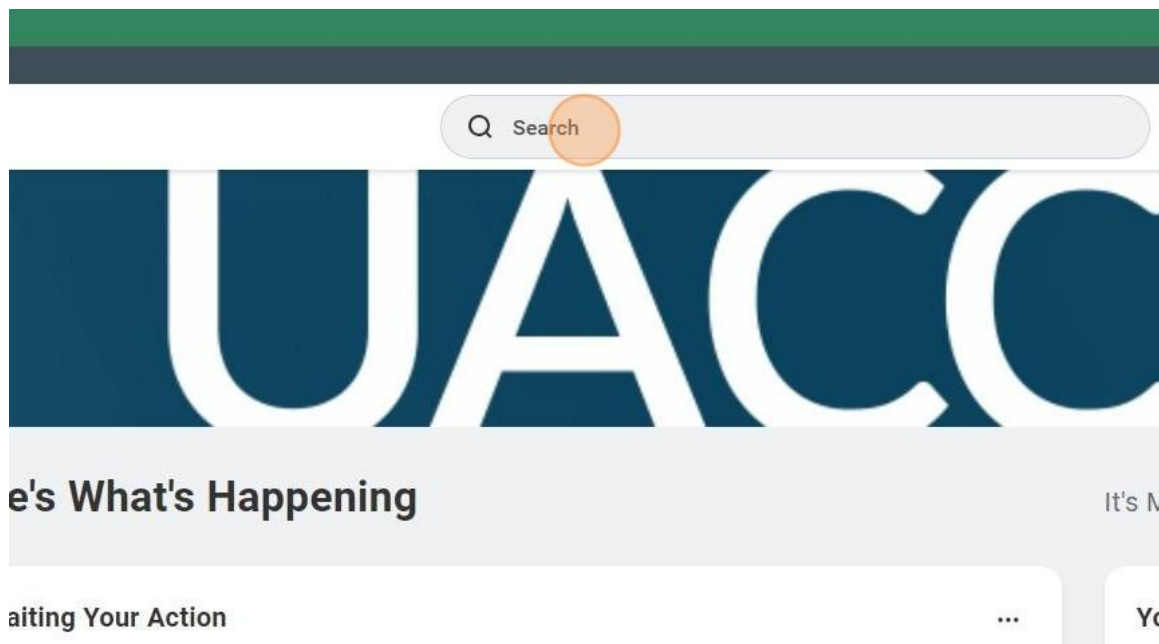 Search
UACC
e's What's Happening
It's M
aiting Your Action
...
Yo